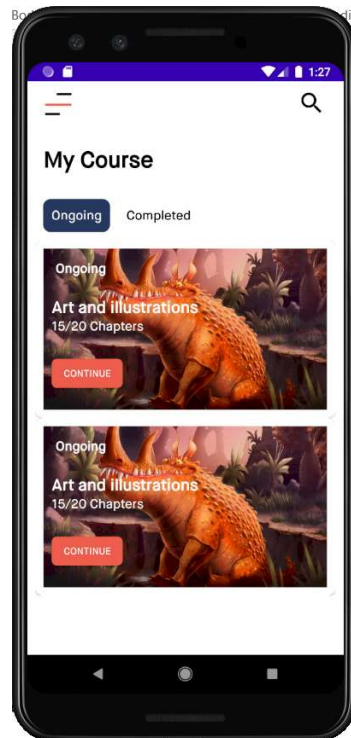 1:27
My Course
Ongoing
Completed
Ongoing
Art and illustrations
15/20 Chapters
CONTINUE
Ongoing
Art and illustrations
15/20 Chapters
CONTINUE